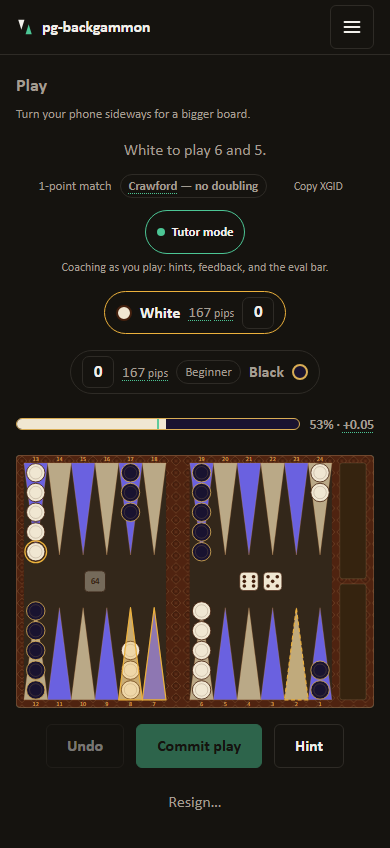 pg-backgammon
Play
Turn your phone sideways for a bigger board.
White to play 6 and 5.
1-point match Crawford — no doubling Copy XGID
Tutor mode
Coaching as you play: hints, feedback, and the eval bar.
White 167 pips 0
0 167 pips Beginner Black
53% · +0.05
13 14 15 16 17 18 19 20 21 22 23 24
64
12 11 10 9 8 7 6 5 4 3 2 1
Undo Commit play Hint
Resign...